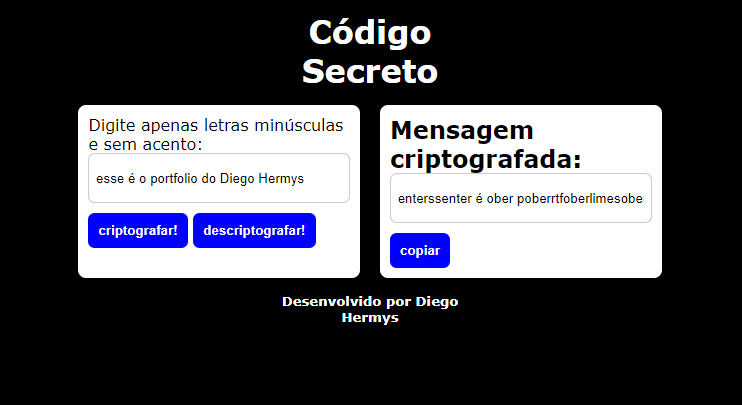 Código
Secreto
Digite apenas letras minúsculas
e sem acento:
esse é o portfolio do Diego Hermys
criptografar!
descriptografar!
Mensagem
criptografada:
enterssenter é ober poberrtfoberlimesobe
copiar
Desenvolvido por Diego
Hermys